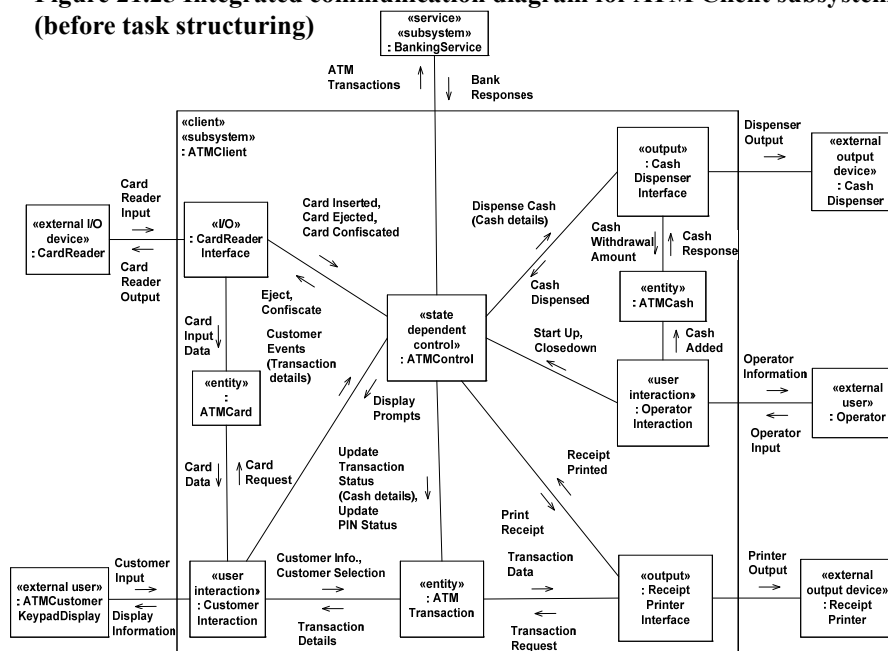 Figure 21.25 Integrated communication diagram for ATM Client subsystem
(before task structuring)
«service»
«subsystem»
: BankingService
ATM
Transactions
Bank
Responses
«client»
«subsystem»
: ATMClient
Dispenser
Output
«output»
: Cash
Dispenser
Interface
«external
output
device»
: Cash
Dispenser
Card
Reader
Input
Card Inserted,
Card Ejected,
Card Confiscated
Dispense Cash
(Cash details)
«external I/O
device»
: CardReader
«I/O»
: CardReader
Interface
Cash
Withdrawal
Amount
Cash
Response
Card
Reader
Output
Eject,
Confiscate
Cash
Dispensed
«entity»
: ATMCash
Card
Input
Data
Customer
Events
(Transaction
details)
«state
dependent
control»
: ATMControl
Start Up,
Closedown
Cash
Added
Operator
Information
«entity»
:
ATMCard
Display
Prompts
«user
interaction»
: Operator
Interaction
«external
user»
: Operator
Operator
Input
Card
Data
Card
Request
Update
Transaction
Status
(Cash details),
Update
PIN Status
Receipt
Printed
Print
Receipt
Customer
Input
Customer Info.,
Customer Selection
Transaction
Data
Printer
Output
«external user»
: ATMCustomer
KeypadDisplay
«user
interaction»
: Customer
Interaction
«entity»
: ATM
Transaction
«output»
: Receipt
Printer
Interface
«external
output device»
: Receipt
Printer
Display
Information
Transaction
Details
Transaction
Request